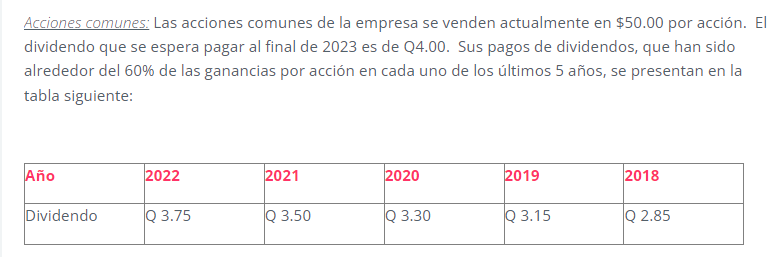 Acciones comunes: Las acciones comunes de la empresa se venden actualmente en $50.00 por acción. El
dividendo que se espera pagar al final de 2023 es de Q4.00. Sus pagos de dividendos, que han sido
alrededor del 60% de las ganancias por acción en cada uno de los últimos 5 años, se presentan en la
tabla siguiente:
Año 2022 2021 2020 2019 2018
Dividendo Q 3.75 Q 3.50 Q 3.30 Q 3.15 Q 2.85